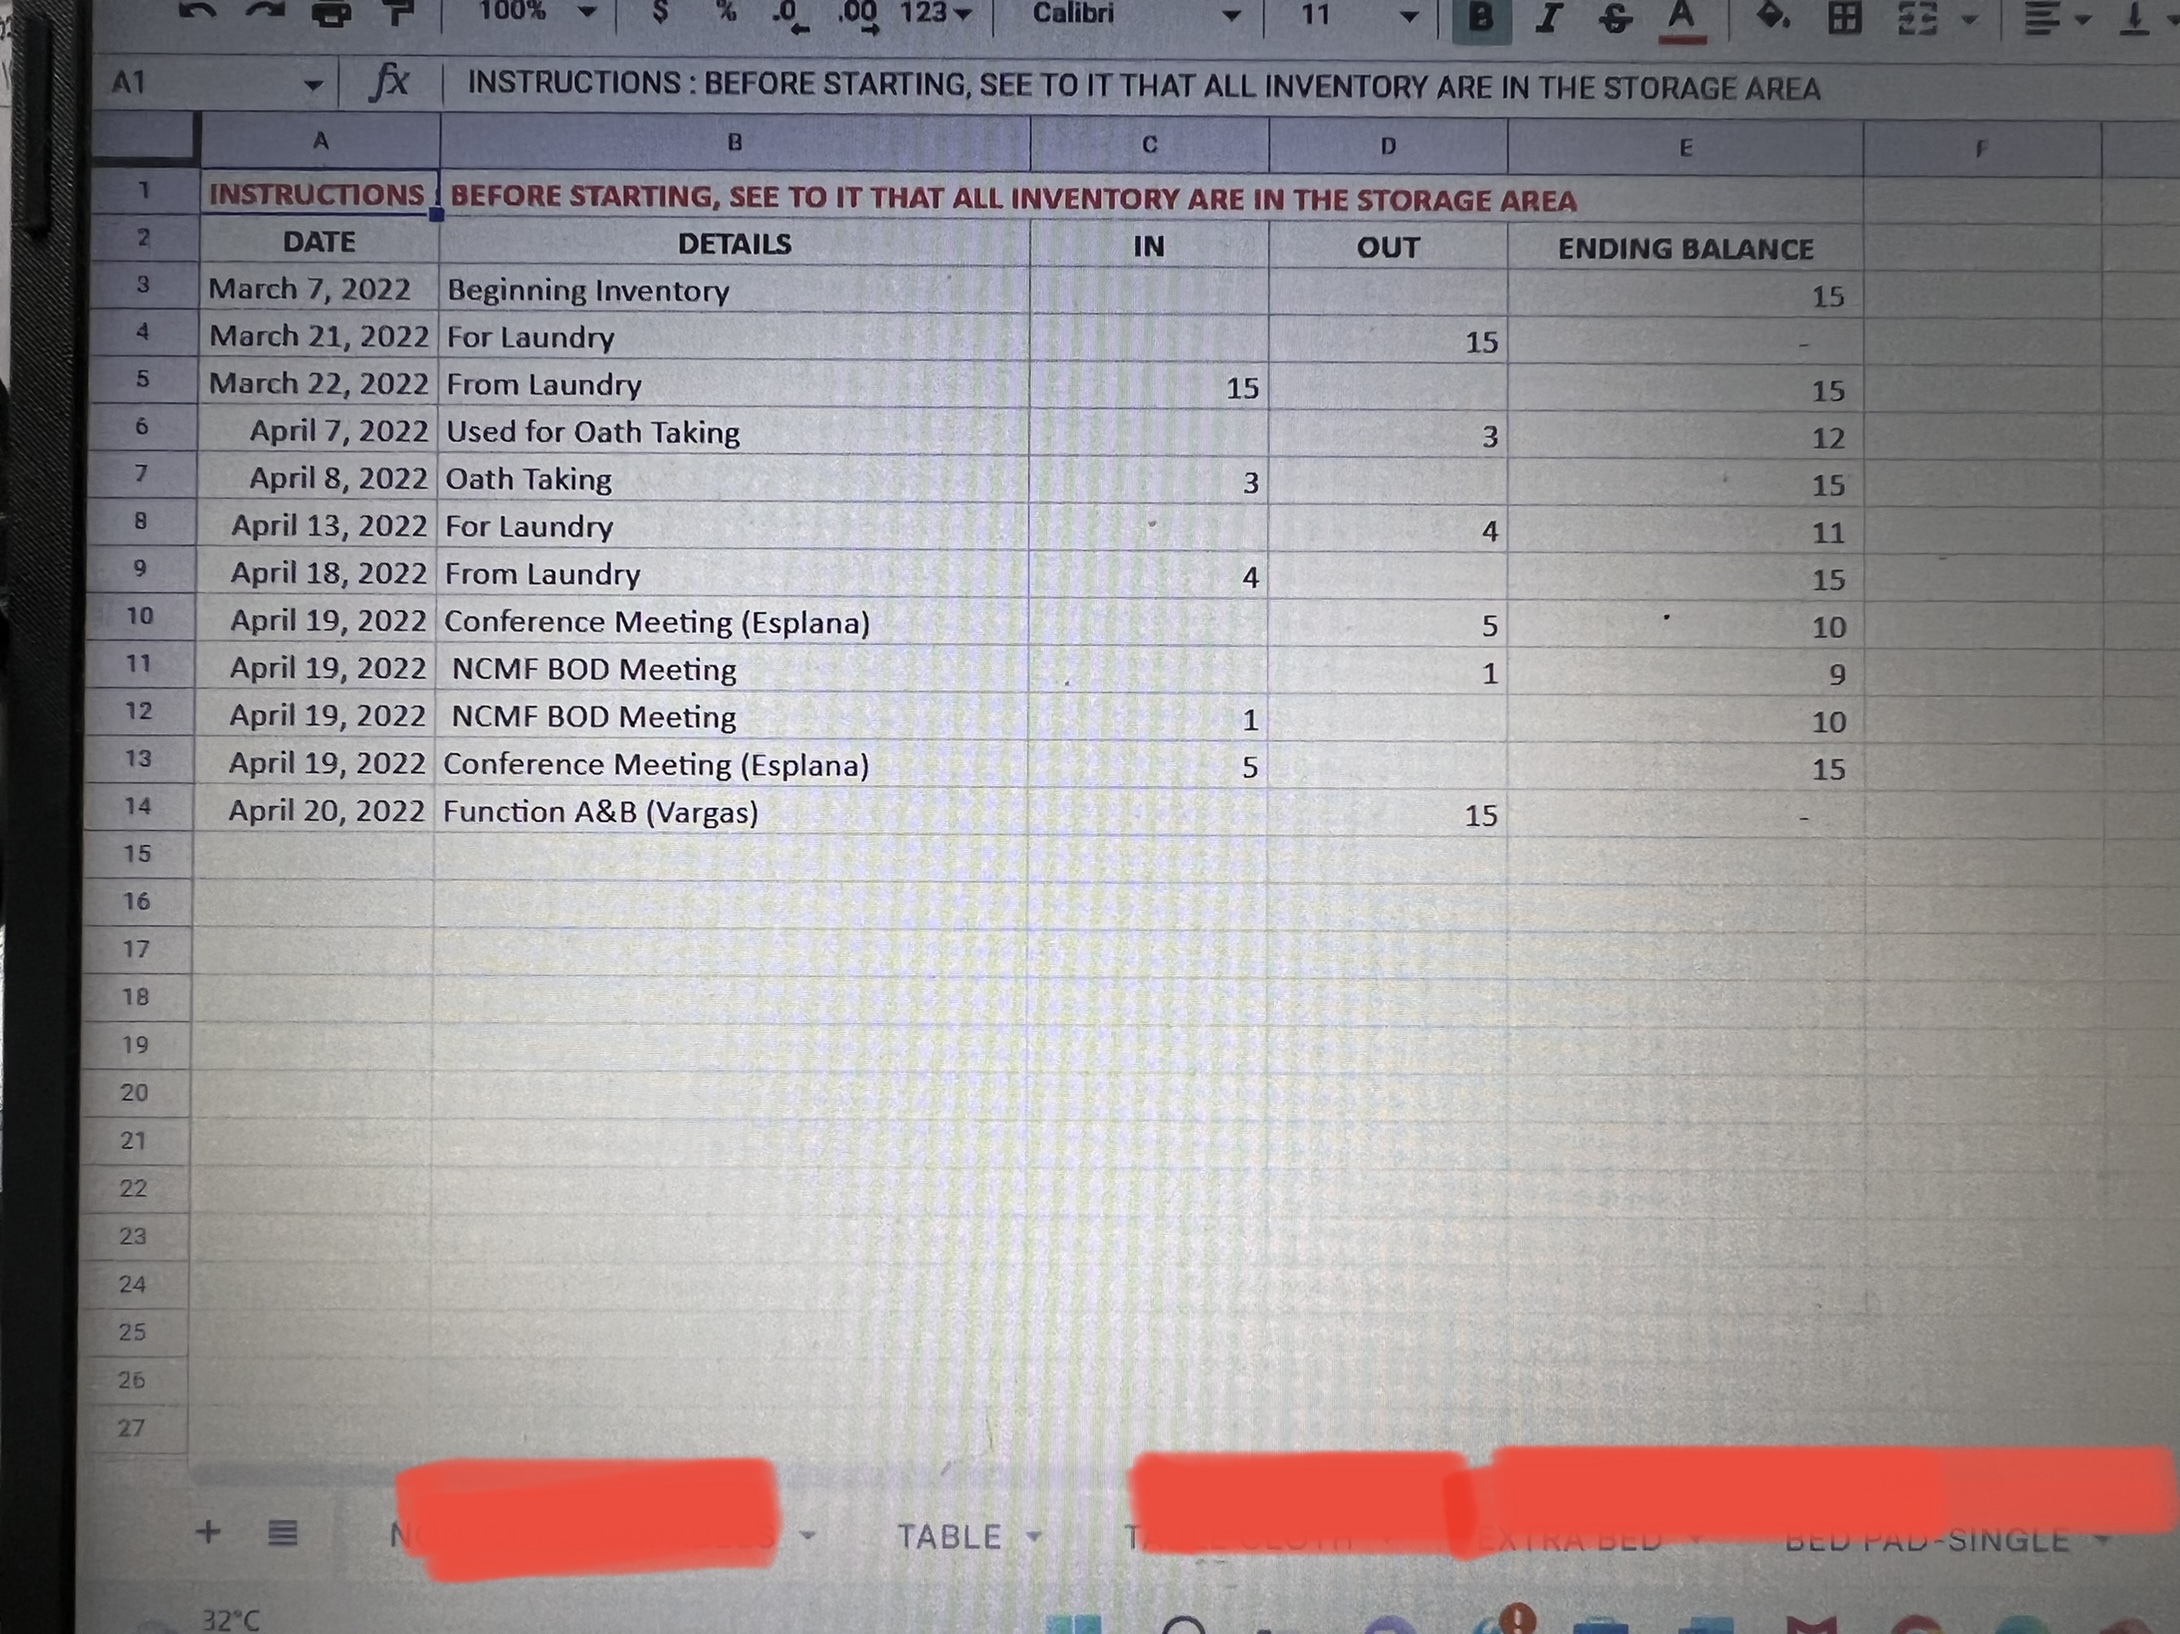 100% $ % .0 .00 123 Calibri 11 B I S A
A1 fx INSTRUCTIONS : BEFORE STARTING, SEE TO IT THAT ALL INVENTORY ARE IN THE STORAGE AREA
A B C D E F
1 INSTRUCTIONS : BEFORE STARTING, SEE TO IT THAT ALL INVENTORY ARE IN THE STORAGE AREA
2 DATE DETAILS IN OUT ENDING BALANCE
3 March 7, 2022 Beginning Inventory 15
4 March 21, 2022 For Laundry 15 -
5 March 22, 2022 From Laundry 15 15
6 April 7, 2022 Used for Oath Taking 3 12
7 April 8, 2022 Oath Taking 3 15
8 April 13, 2022 For Laundry 4 11
9 April 18, 2022 From Laundry 4 15
10 April 19, 2022 Conference Meeting (Esplana) 5 10
11 April 19, 2022 NCMF BOD Meeting 1 9
12 April 19, 2022 NCMF BOD Meeting 1 10
13 April 19, 2022 Conference Meeting (Esplana) 5 15
14 April 20, 2022 Function A&B (Vargas) 15 -
15
16
17
18
19
20
21
22
23
24
25
26
27
+ TABLE EXTRA BED BED PAD-SINGLE
32°C